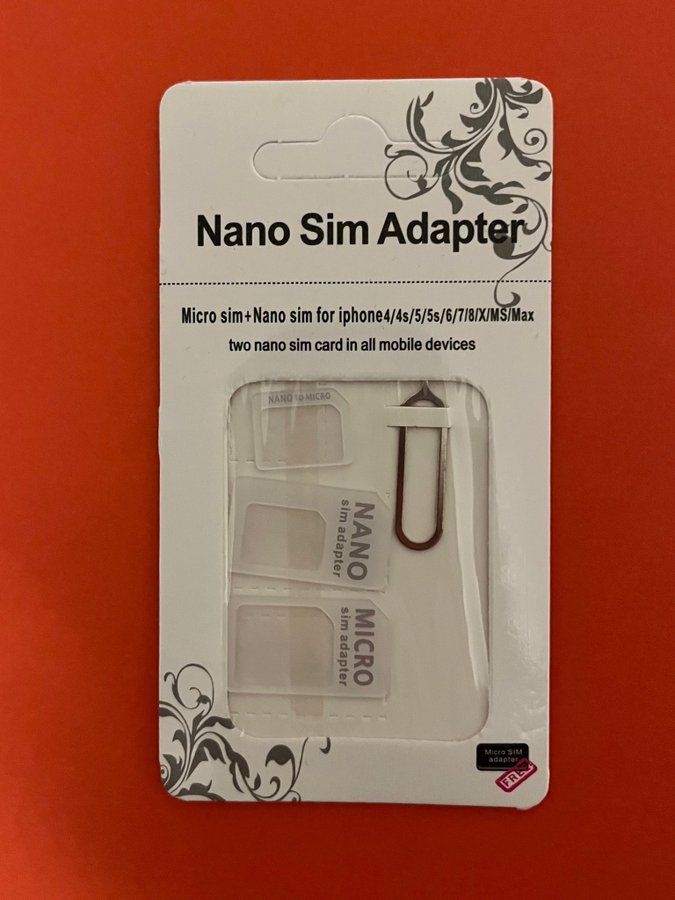 Nano Sim Adapter
Micro sim+Nano sim for iphone4/4s/5/5s/6/7/8/X/MS/Max
two nano sim card in all mobile devices
NANO to MICRO
NANO
sim adapter
MICRO
sim adapter
Micro SIM
adapter
FREE